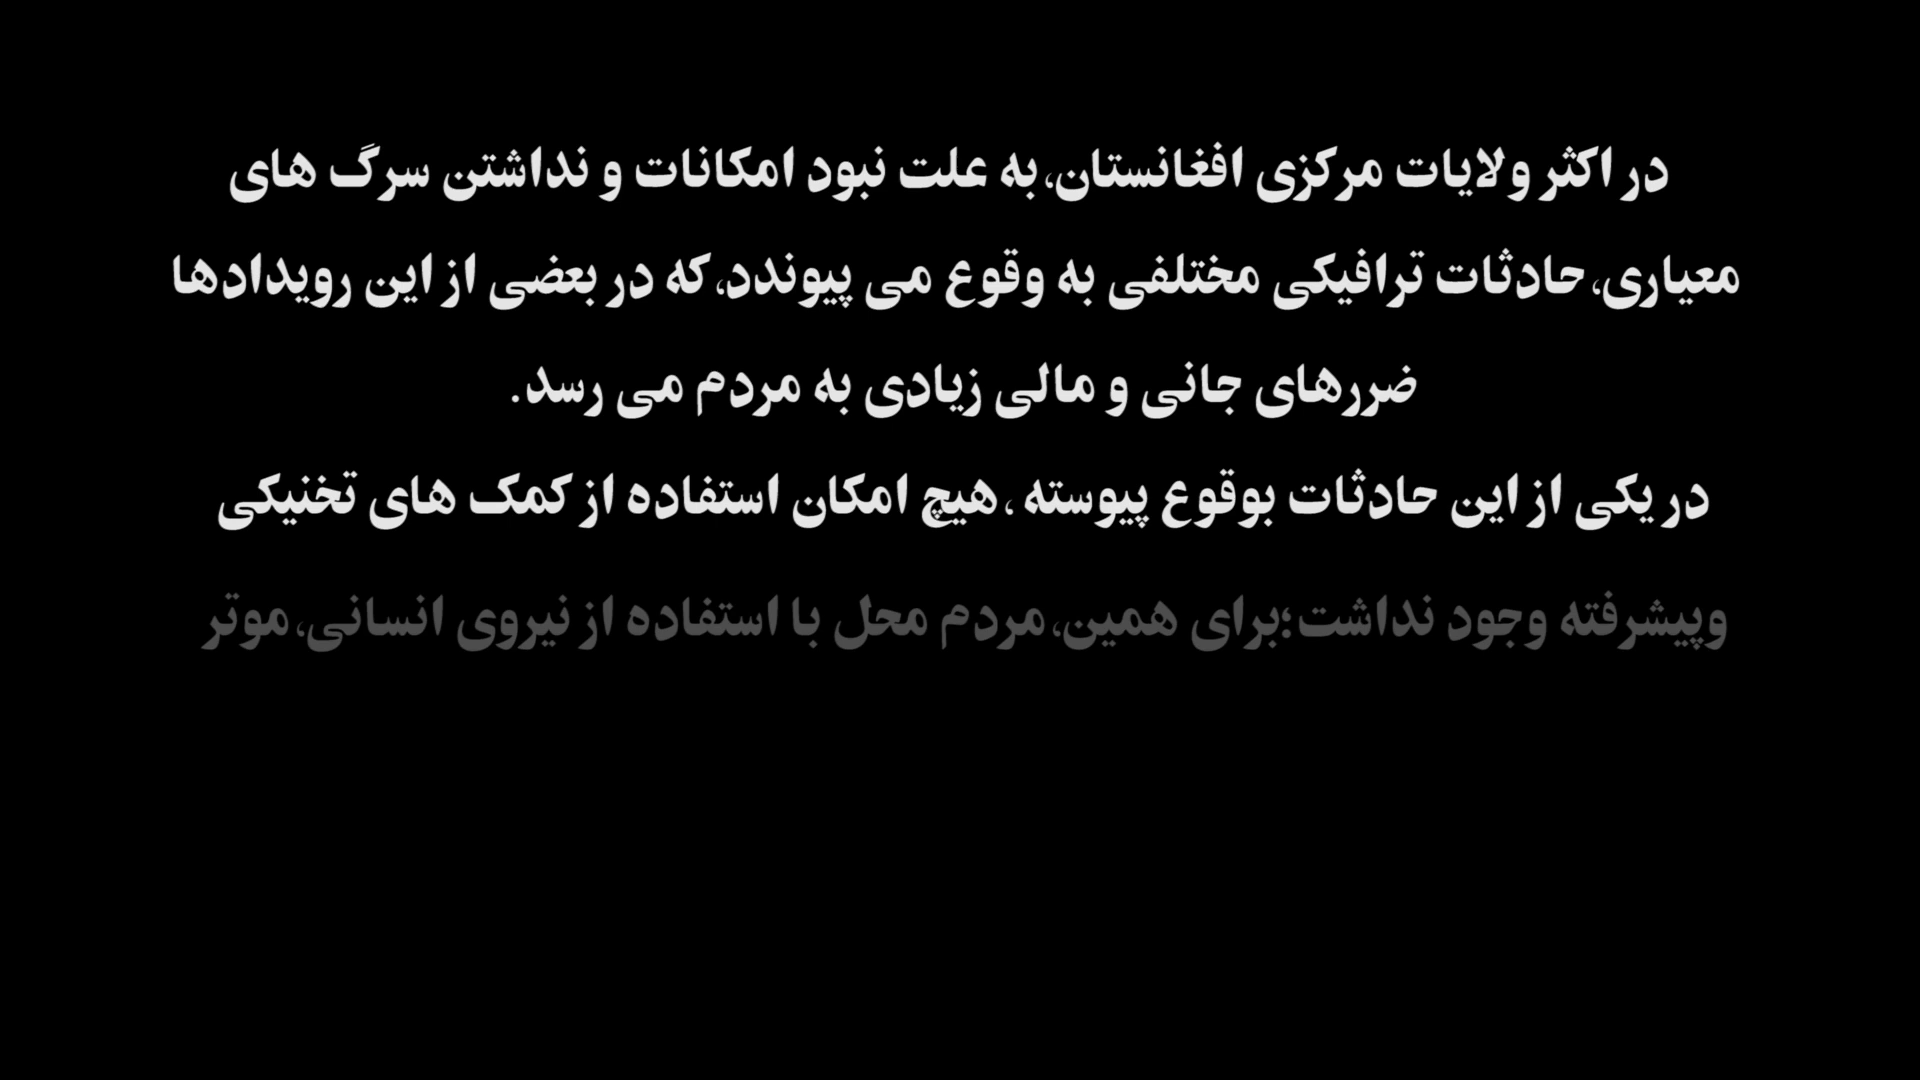 در اکثر ولایات مرکزی افغانستان،به علت نبود امکانات و نداشتن سرگ های
معیاری،حادثات ترافیکی مختلفی به وقوع می پیوندد،که در بعضی از این رویدادها
ضررهای جانی و مالی زیادی به مردم می رسد.
در یکی از این حادثات بوقوع پیوسته ،هیچ امکان استفاده از کمک های تخنیکی
وپیشرفته وجود نداشت؛برای همین،مردم محل با استفاده از نیروی انسانی،موتر